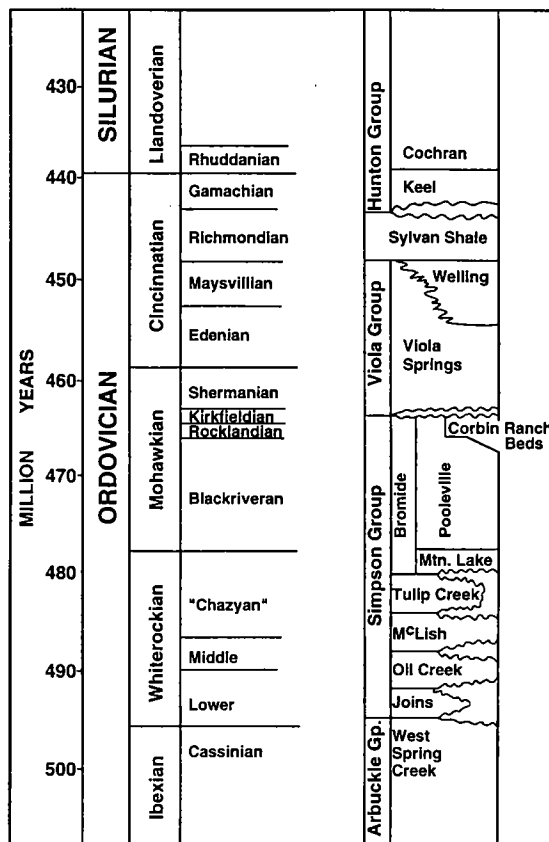 MILLION YEARS
430
440
450
460
470
480
490
500
SILURIAN
ORDOVICIAN
Llandoverian
Cincinnatian
Mohawkian
Whiterockian
Ibexian
Rhuddanian
Gamachian
Richmondian
Maysvillian
Edenian
Shermanian
Kirkfieldian
Rocklandian
Blackriveran
"Chazyan"
Middle
Lower
Cassinian
Hunton Group
Viola Group
Simpson Group
Arbuckle Gp.
Cochran
Keel
Sylvan Shale
Welling
Viola
Springs
Corbin Ranch
Beds
Bromide
Pooleville
Mtn. Lake
Tulip Creek
McLish
Oil Creek
Joins
West
Spring
Creek